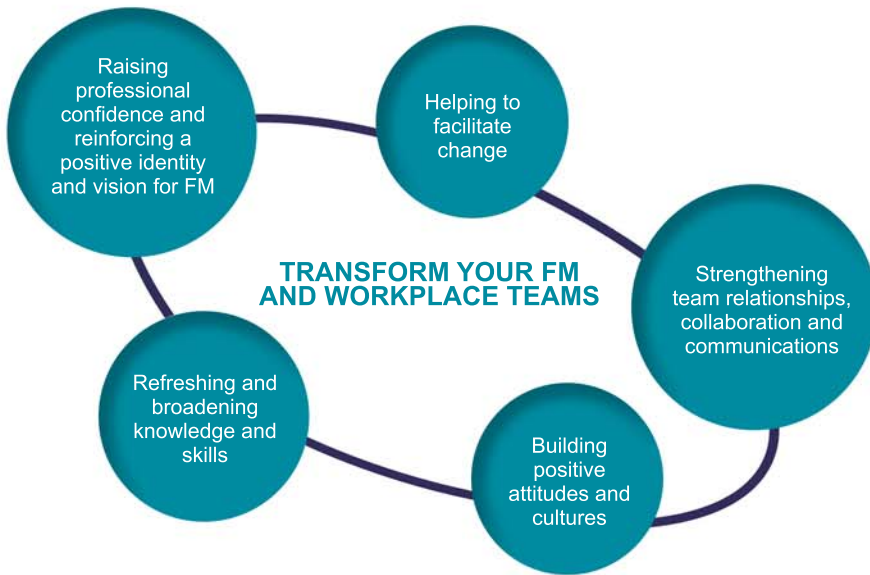 Raising
professional
confidence and
reinforcing a
positive identity
and vision for FM
Helping to
facilitate
change
TRANSFORM YOUR FM
AND WORKPLACE TEAMS
Strengthening
team relationships,
collaboration and
communications
Refreshing and
broadening
knowledge and
skills
Building
positive
attitudes and
cultures